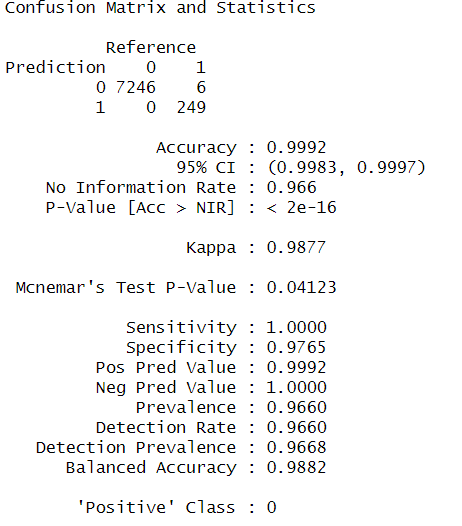 Confusion Matrix and Statistics
Reference
Prediction 0 1
0 7246 6
1 0 249
Accuracy : 0.9992
95% CI : (0.9983, 0.9997)
No Information Rate : 0.966
P-Value [Acc > NIR] : < 2e-16
Kappa : 0.9877
Mcnemar's Test P-Value : 0.04123
Sensitivity : 1.0000
Specificity : 0.9765
Pos Pred Value : 0.9992
Neg Pred Value : 1.0000
Prevalence : 0.9660
Detection Rate : 0.9660
Detection Prevalence : 0.9668
Balanced Accuracy : 0.9882
'Positive' Class : 0